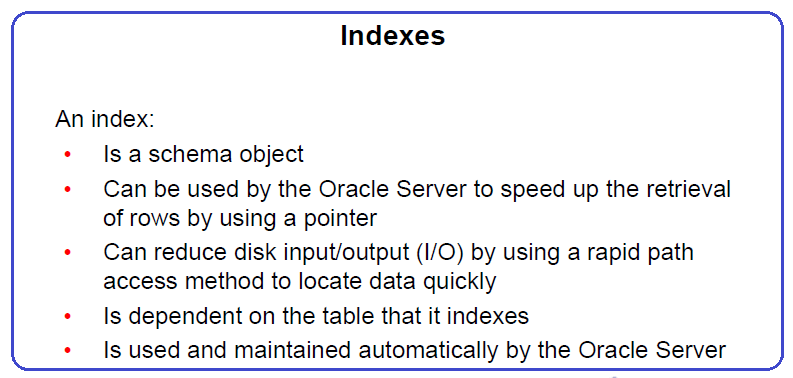 Indexes
An index:
• Is a schema object
• Can be used by the Oracle Server to speed up the retrieval
of rows by using a pointer
• Can reduce disk input/output (I/O) by using a rapid path
access method to locate data quickly
• Is dependent on the table that it indexes
• Is used and maintained automatically by the Oracle Server